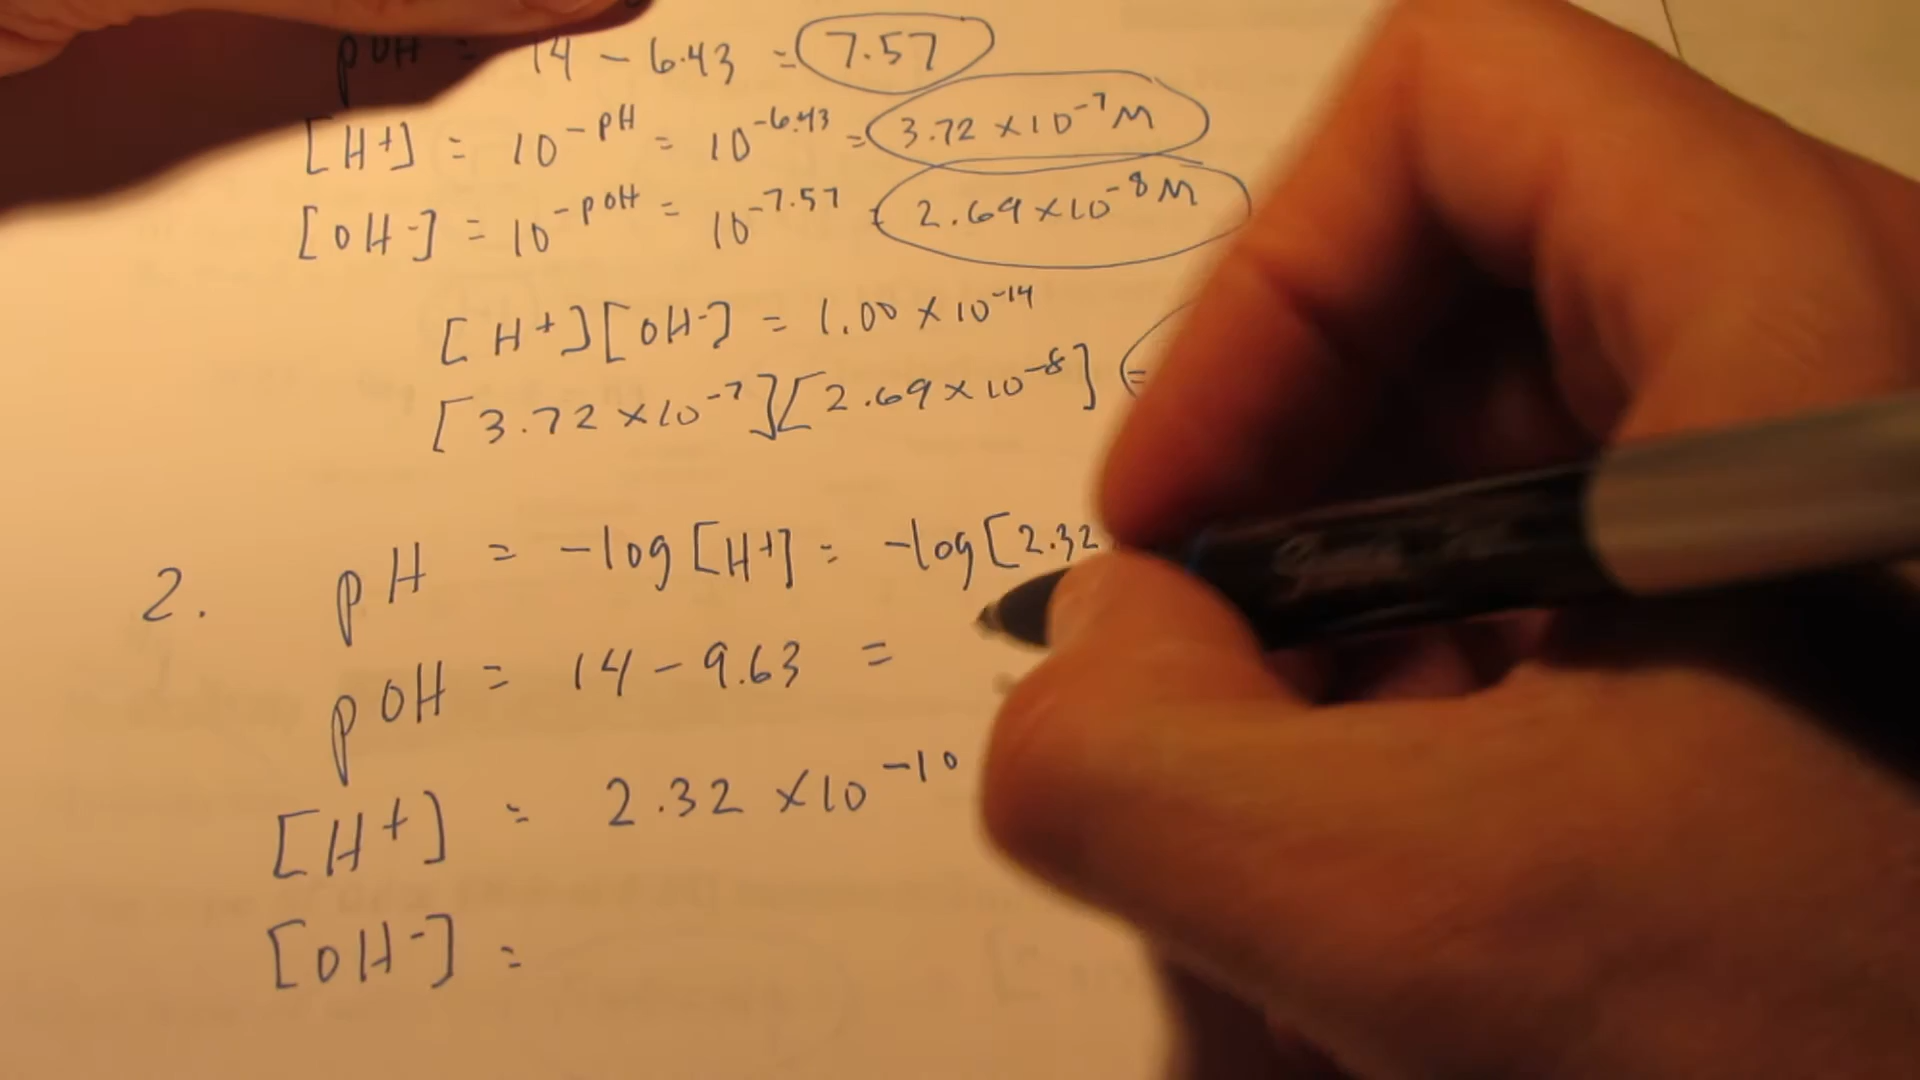 pOH = 14 - 6.43 = 7.57
[H+] = 10^-pH = 10^-6.43 = 3.72 × 10^-7 M
[OH-] = 10^-pOH = 10^-7.57 = 2.69 × 10^-8 M
[H+][OH-] = 1.00 × 10^-14
[3.72 × 10^-7][2.69 × 10^-8] =
2. pH = -log[H+] = -log[2.32
pOH = 14 - 9.63 =
[H+] = 2.32 × 10^-10
[OH-] =